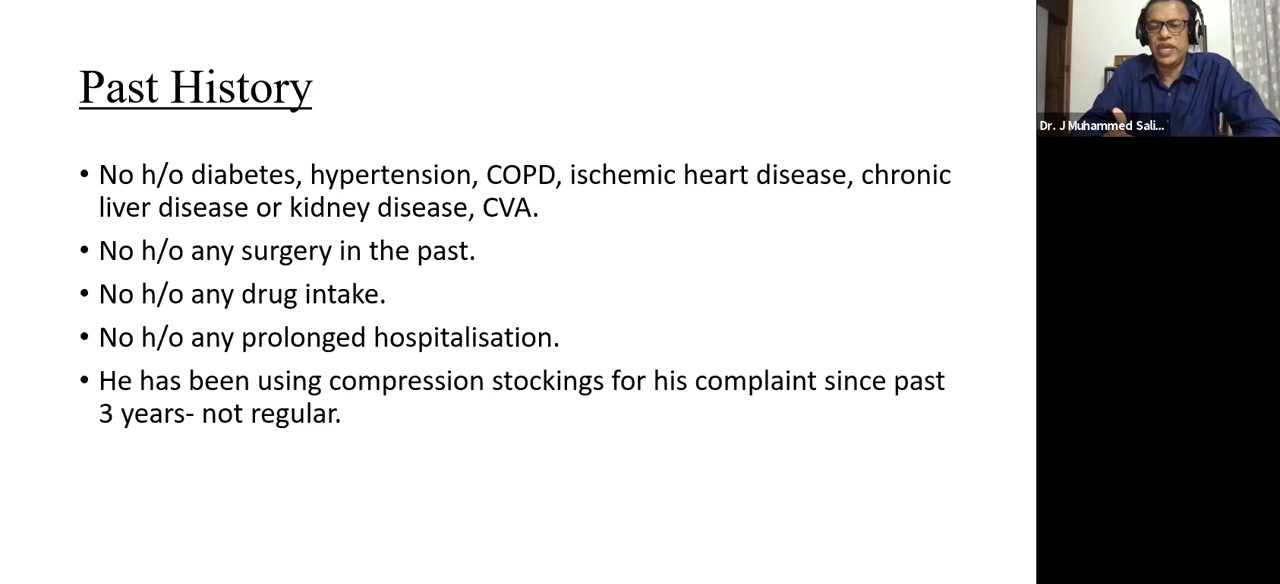 Past History
• No h/o diabetes, hypertension, COPD, ischemic heart disease, chronic
liver disease or kidney disease, CVA.
• No h/o any surgery in the past.
• No h/o any drug intake.
• No h/o any prolonged hospitalisation.
• He has been using compression stockings for his complaint since past
3 years- not regular.
Dr. J Muhammed Sali...